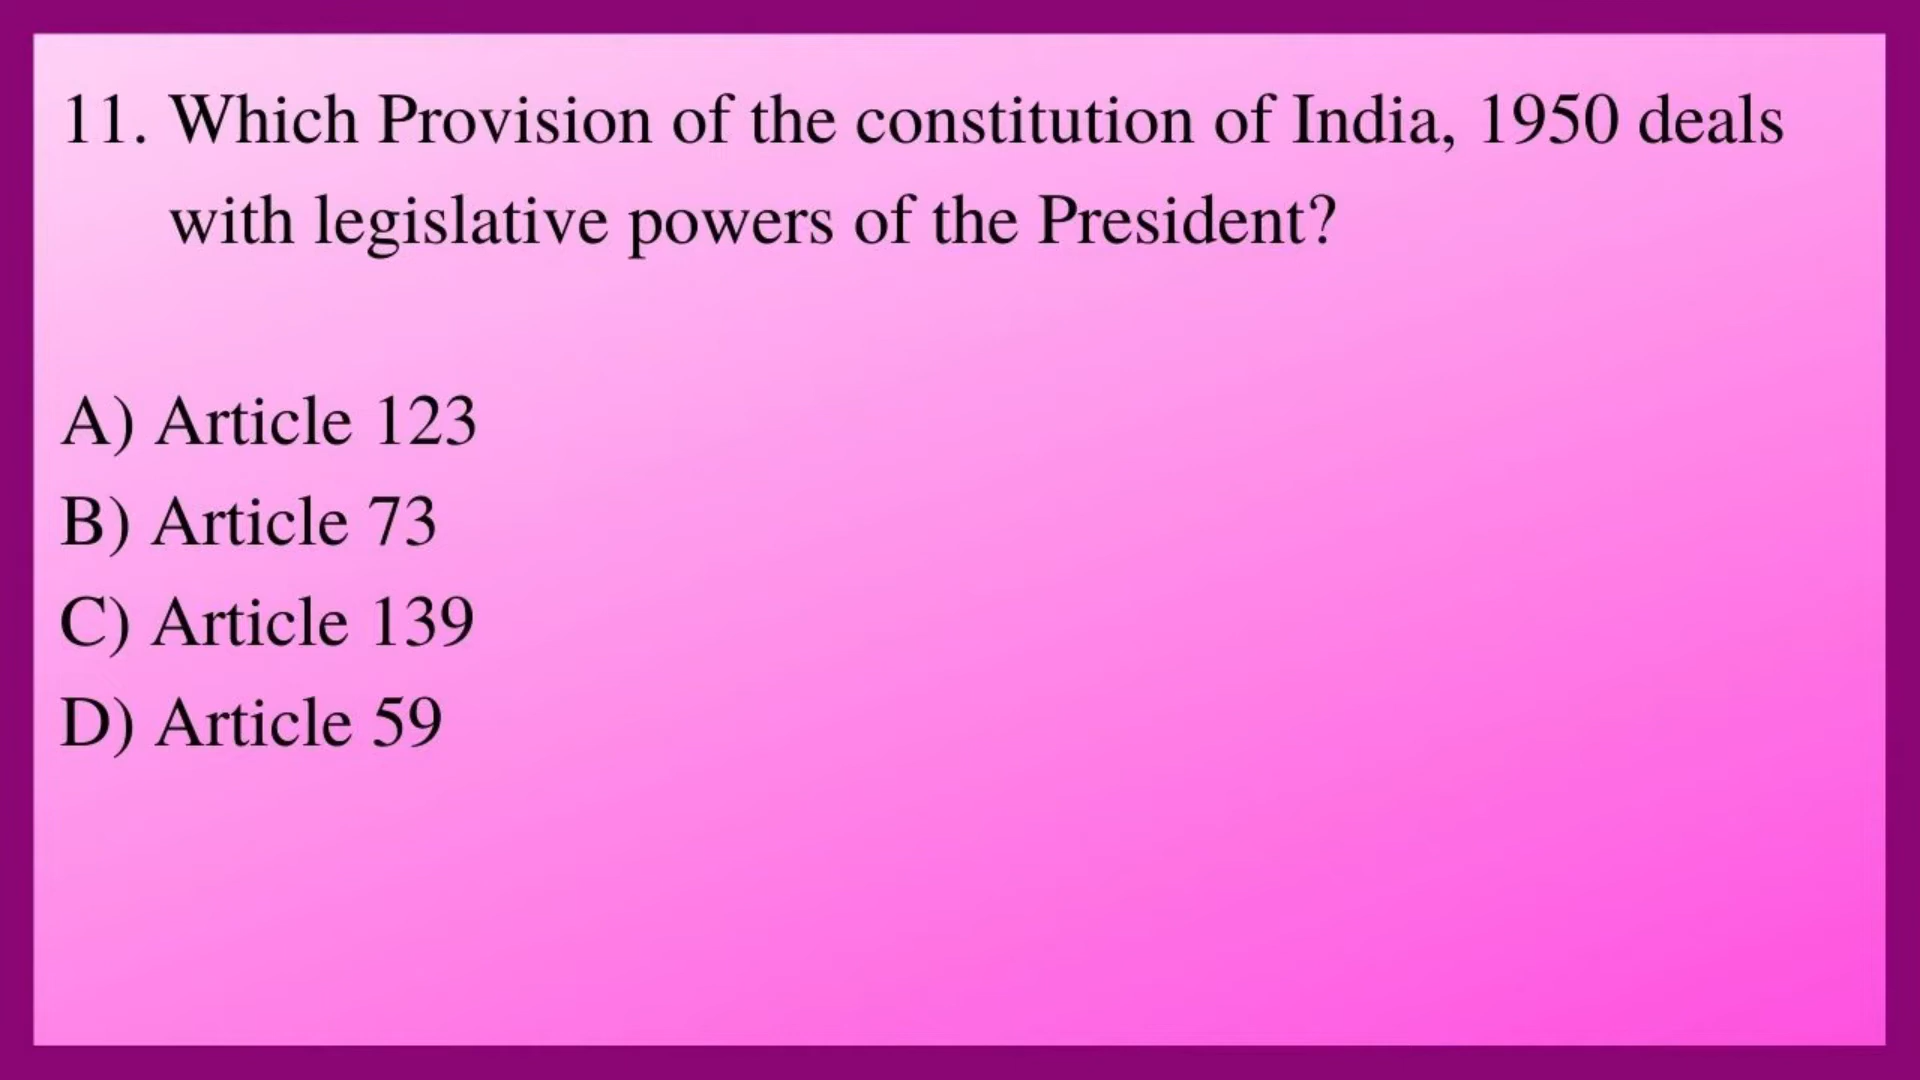 11. Which Provision of the constitution of India, 1950 deals
with legislative powers of the President?
A) Article 123
B) Article 73
C) Article 139
D) Article 59